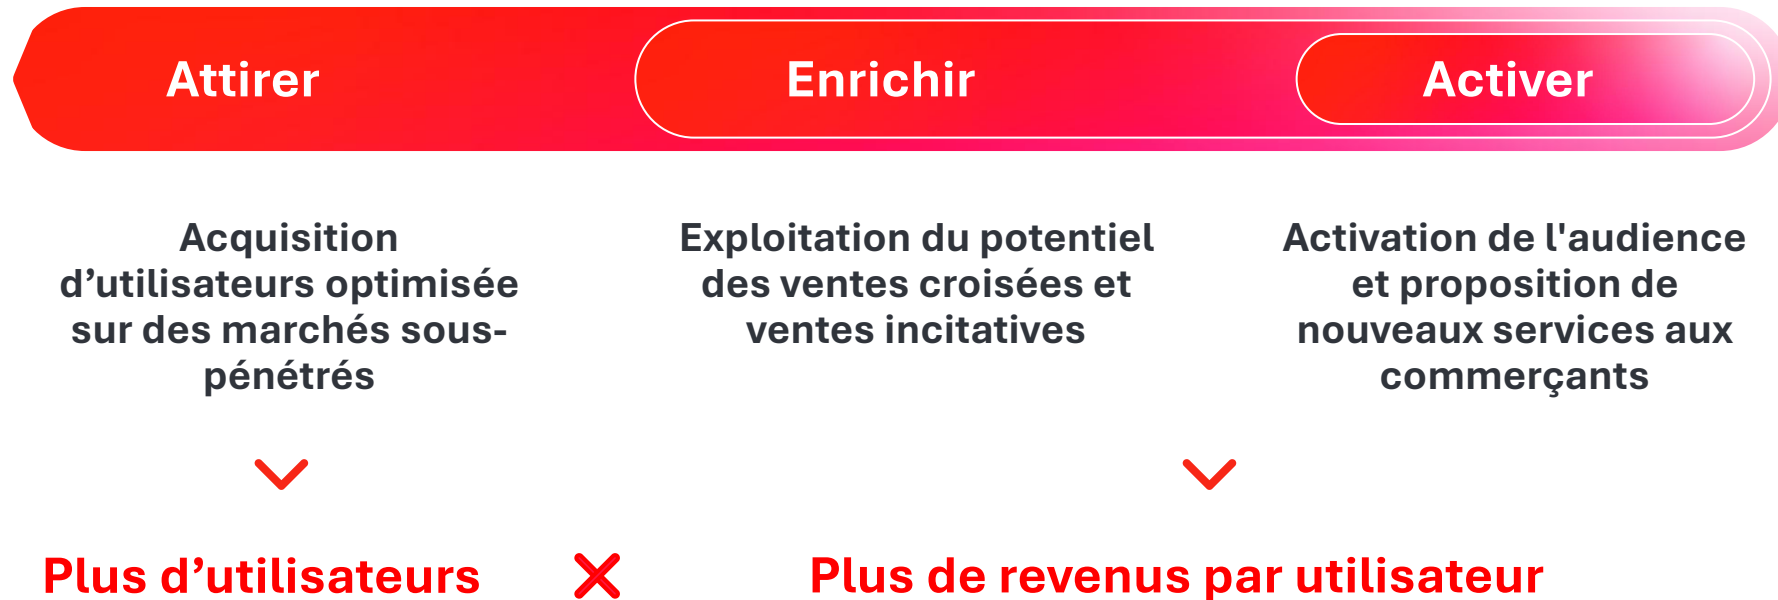 Attirer
Enrichir
Activer
Acquisition
d’utilisateurs optimisée
sur des marchés sous-
pénétrés
Exploitation du potentiel
des ventes croisées et
ventes incitatives
Activation de l'audience
et proposition de
nouveaux services aux
commerçants
Plus d’utilisateurs
Plus de revenus par utilisateur